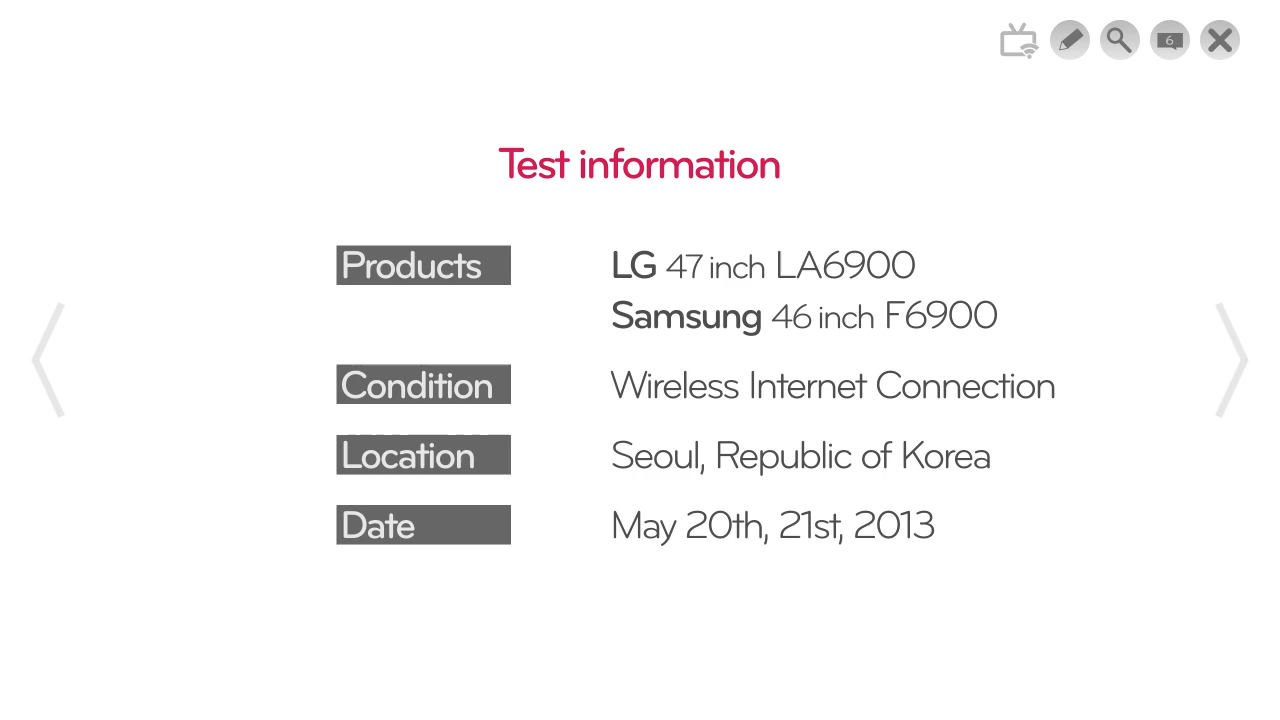 6
Test information
Products LG 47 inch LA6900
Samsung 46 inch F6900
Condition Wireless Internet Connection
Location Seoul, Republic of Korea
Date May 20th, 21st, 2013